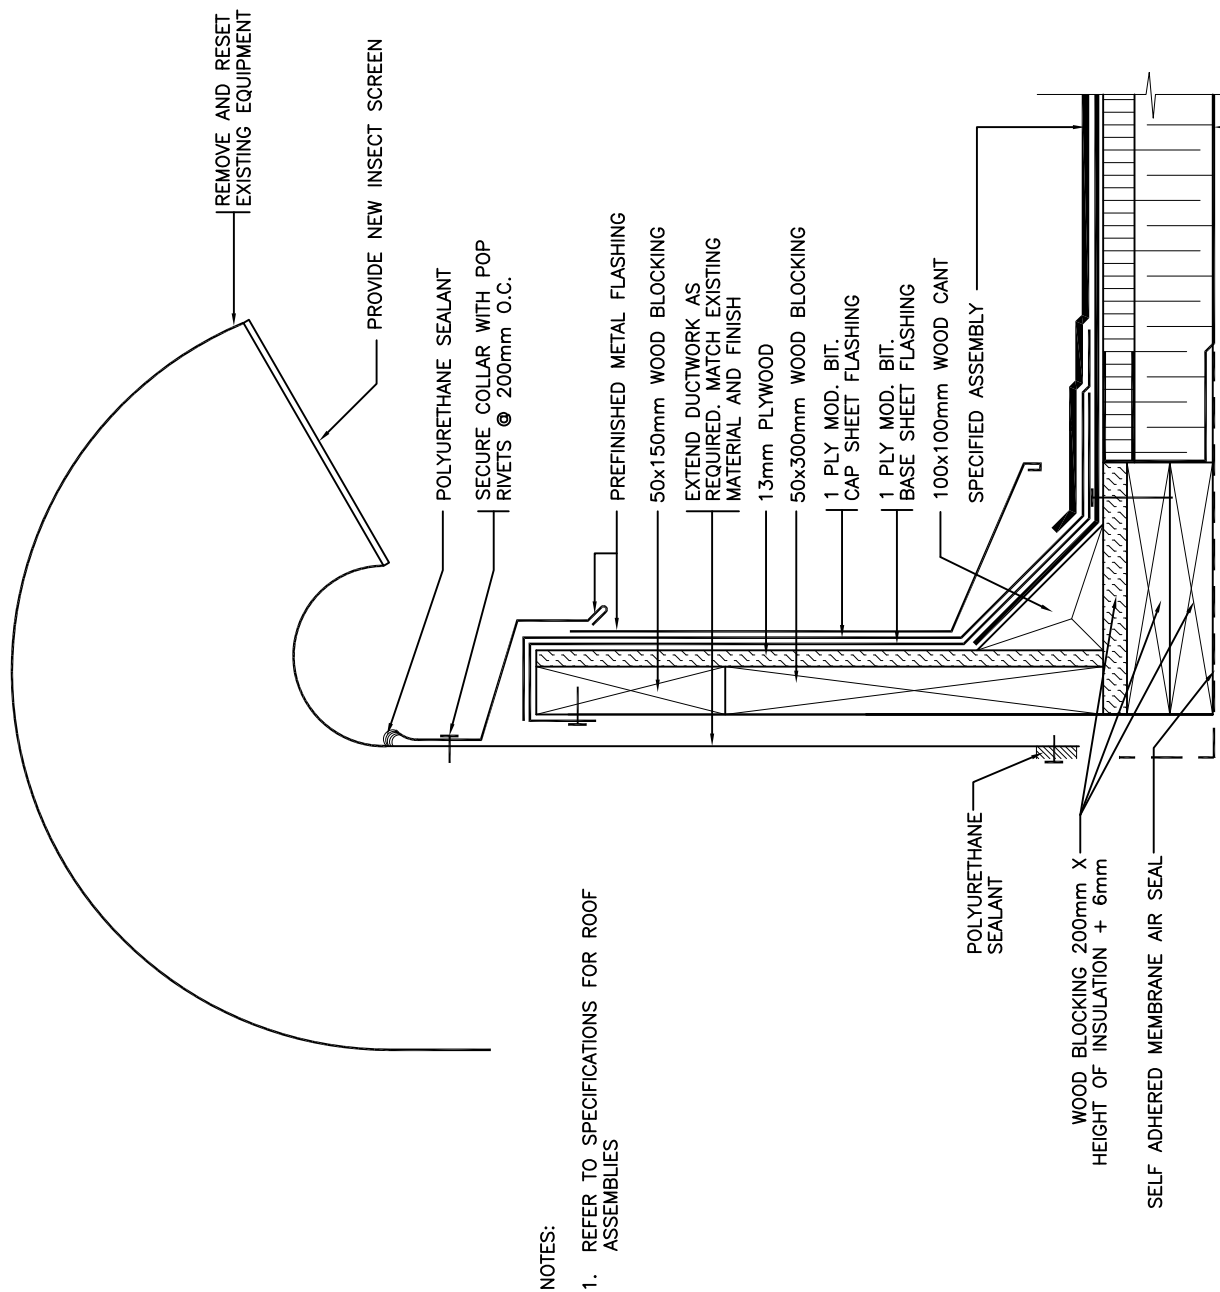 REMOVE AND RESET
EXISTING EQUIPMENT
PROVIDE NEW INSECT SCREEN
POLYURETHANE SEALANT
SECURE COLLAR WITH POP
RIVETS @ 200mm O.C.
PREFINISHED METAL FLASHING
50x150mm WOOD BLOCKING
EXTEND DUCTWORK AS
REQUIRED. MATCH EXISTING
MATERIAL AND FINISH
13mm PLYWOOD
50x300mm WOOD BLOCKING
1 PLY MOD. BIT.
CAP SHEET FLASHING
1 PLY MOD. BIT.
BASE SHEET FLASHING
100x100mm WOOD CANT
SPECIFIED ASSEMBLY
POLYURETHANE
SEALANT
WOOD BLOCKING 200mm X
HEIGHT OF INSULATION + 6mm
SELF ADHERED MEMBRANE AIR SEAL
NOTES:
1. REFER TO SPECIFICATIONS FOR ROOF
ASSEMBLIES